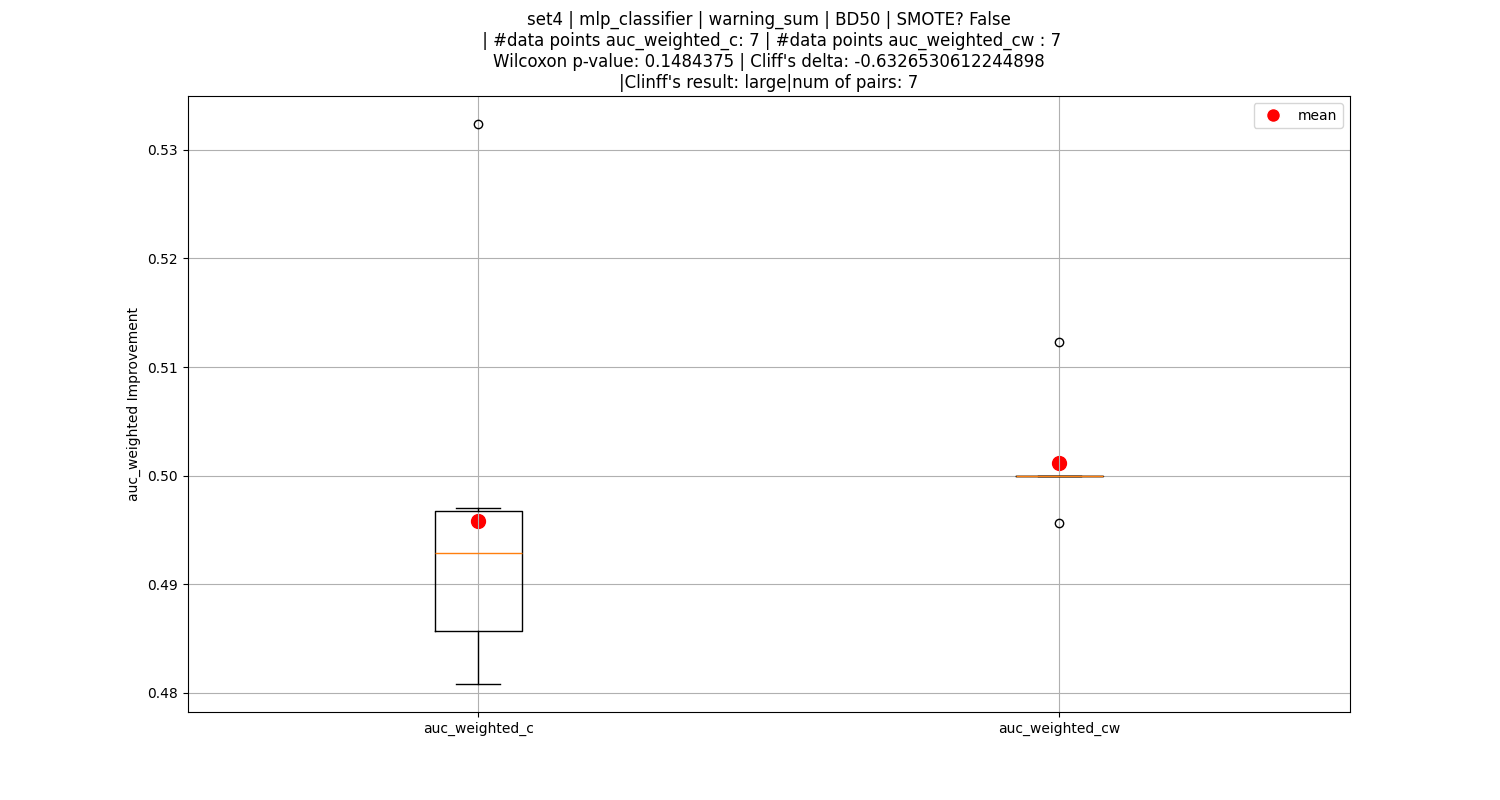 set4 | mlp_classifier | warning_sum | BD50 | SMOTE? False
| #data points auc_weighted_c: 7 | #data points auc_weighted_cw : 7
Wilcoxon p-value: 0.1484375 | Cliff's delta: -0.6326530612244898
|Clinff's result: large|num of pairs: 7
mean
0.53
0.52
0.51
0.50
0.49
0.48
auc_weighted Improvement
auc_weighted_c
auc_weighted_cw